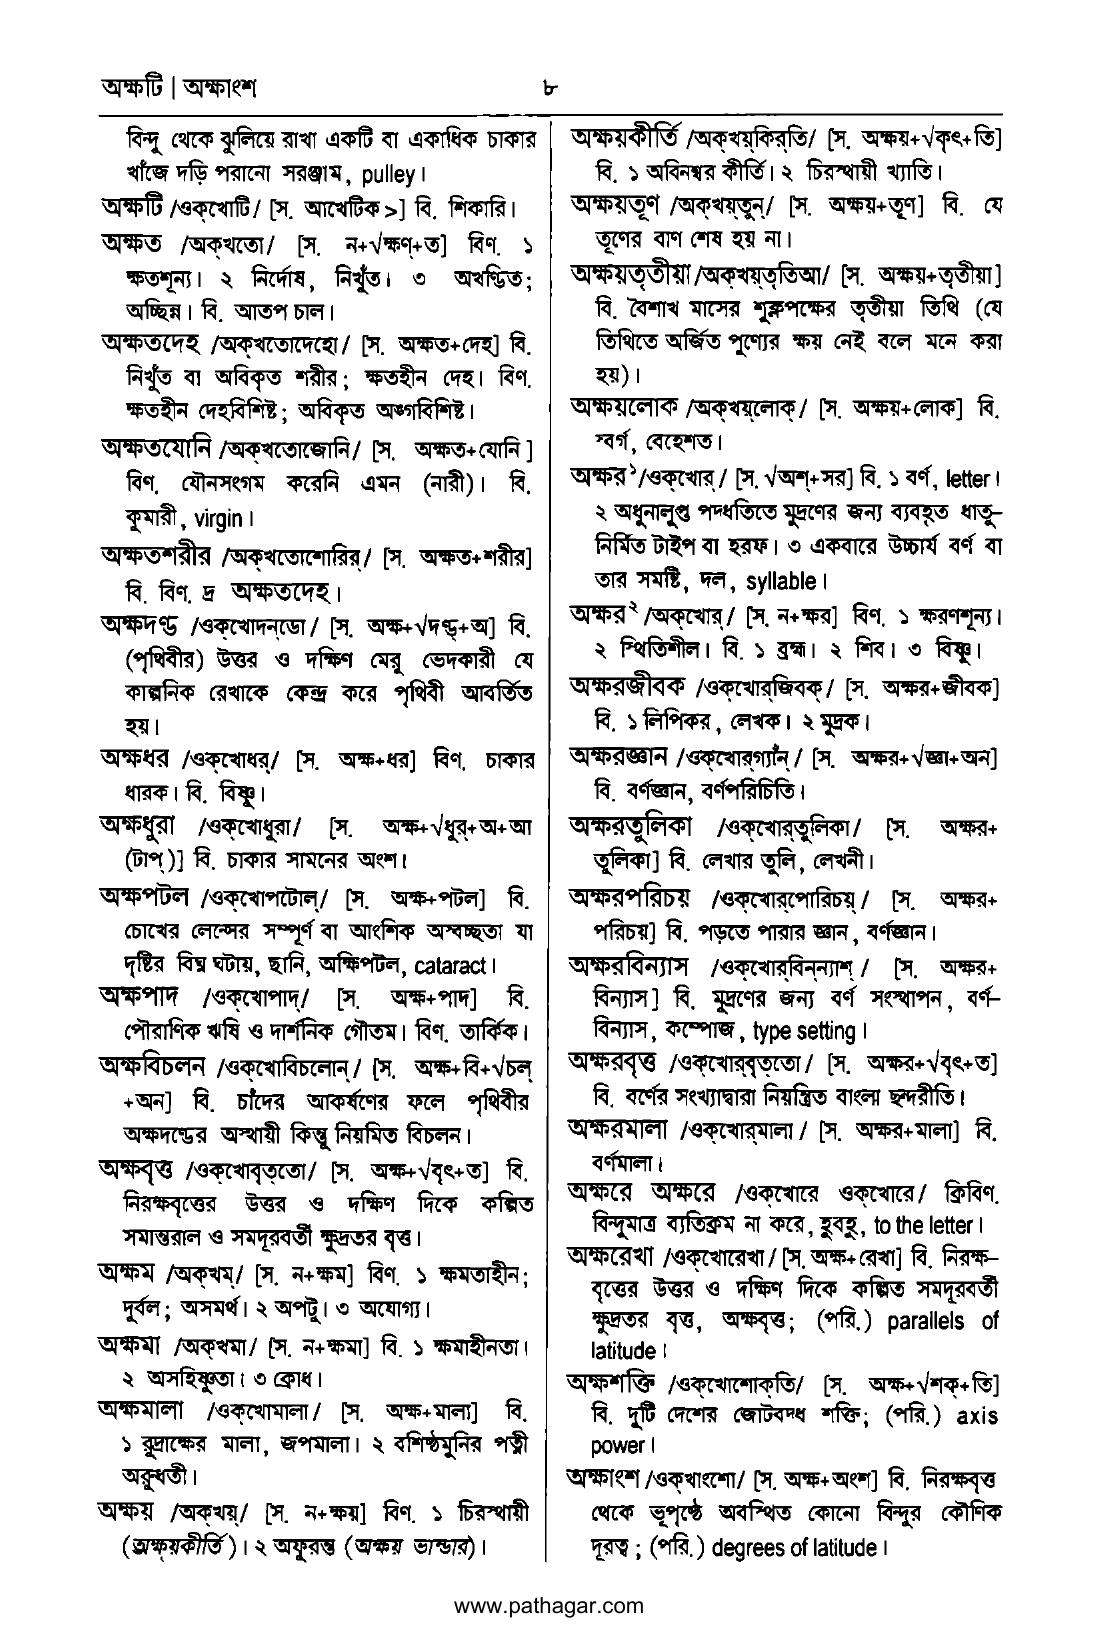 অক্ষটি | অক্ষাংশ
৮
বিন্দু থেকে ঝুলিয়ে রাখা একটি বা একাধিক চাকার
খাঁজে দড়ি পরানো সরঞ্জাম, pulley।
অক্ষটি /ওক্‌খোটি/ [স. আখেটিক >] বি. শিকারি।
অক্ষত /অক্‌খতো/ [স. ন+√ক্ষণ্+ত] বিণ. ১
ক্ষতশূন্য। ২ নির্দোষ, নিখুঁত। ৩ অখণ্ডিত;
অচ্ছিন্ন। বি. আতপ চাল।
অক্ষতদেহ /অক্‌খতোদেহো/ [স. অক্ষত+দেহ] বি.
নিখুঁত বা অবিকৃত শরীর; ক্ষতহীন দেহ। বিণ.
ক্ষতহীন দেহবিশিষ্ট; অবিকৃত অঙ্গবিশিষ্ট।
অক্ষতযোনি /অক্‌খতোজোনি/ [স. অক্ষত+যোনি ]
বিণ. যৌনসংগম করেনি এমন (নারী)। বি.
কুমারী, virgin।
অক্ষতশরীর /অক্‌খতোশোরির্/ [স. অক্ষত+শরীর]
বি. বিণ. দ্র অক্ষতদেহ।
অক্ষদণ্ড /ওক্‌খোদন্‌ডো/ [স. অক্ষ+√দণ্ড্+অ] বি.
(পৃথিবীর) উত্তর ও দক্ষিণ মেরু ভেদকারী যে
কাল্পনিক রেখাকে কেন্দ্র করে পৃথিবী আবর্তিত
হয়।
অক্ষধর /ওক্‌খোধর্/ [স. অক্ষ+ধর] বিণ. চাকার
ধারক। বি. বিষ্ণু।
অক্ষধুরা /ওক্‌খোধুরা/ [স. অক্ষ+√ধুর্+অ+আ
(টাপ্)] বি. চাকার সামনের অংশ।
অক্ষপটল /ওক্‌খোপটোল্/ [স. অক্ষ+পটল] বি.
চোখের লেন্সের সম্পূর্ণ বা আংশিক অস্বচ্ছতা যা
দৃষ্টির বিঘ্ন ঘটায়, ছানি, অক্ষিপটল, cataract।
অক্ষপাদ /ওক্‌খোপাদ্/ [স. অক্ষ+পাদ] বি.
পৌরাণিক ঋষি ও দার্শনিক গৌতম। বিণ. তার্কিক।
অক্ষবিচলন /ওক্‌খোবিচলোন্/ [স. অক্ষ+বি+√চল্
+অন] বি. চাঁদের আকর্ষণের ফলে পৃথিবীর
অক্ষদণ্ডের অস্থায়ী কিন্তু নিয়মিত বিচলন।
অক্ষবৃত্ত /ওক্‌খোবৃত্‌তো/ [স. অক্ষ+√বৃৎ+ত] বি.
নিরক্ষবৃত্তের উত্তর ও দক্ষিণ দিকে কল্পিত
সমান্তরাল ও সমদূরবর্তী ক্ষুদ্রতর বৃত্ত।
অক্ষম /অক্‌খম্/ [স. ন+ক্ষম] বিণ. ১ ক্ষমতাহীন;
দুর্বল; অসমর্থ। ২ অপটু। ৩ অযোগ্য।
অক্ষমা /অক্‌খমা/ [স. ন+ক্ষমা] বি. ১ ক্ষমাহীনতা।
২ অসহিষ্ণুতা। ৩ ক্রোধ।
অক্ষমালা /ওক্‌খোমালা/ [স. অক্ষ+মালা] বি.
১ রুদ্রাক্ষের মালা, জপমালা। ২ বশিষ্ঠমুনির পত্নী
অরুন্ধতী।
অক্ষয় /অক্‌খয়্/ [স. ন+ক্ষয়] বিণ. ১ চিরস্থায়ী
(অক্ষয়কীর্তি)। ২ অফুরন্ত (অক্ষয় ভান্ডার)।
অক্ষয়কীর্তি /অক্‌খয়্‌কির্‌তি/ [স. অক্ষয়+√কৃৎ+তি]
বি. ১ অবিনশ্বর কীর্তি। ২ চিরস্থায়ী খ্যাতি।
অক্ষয়তূণ /অক্‌খয়্‌তুন্/ [স. অক্ষয়+তূণ] বি. যে
তূণের বাণ শেষ হয় না।
অক্ষয়তৃতীয়া /অক্‌খয়্‌তৃতিআ/ [স. অক্ষয়+তৃতীয়া]
বি. বৈশাখ মাসের শুক্লপক্ষের তৃতীয়া তিথি (যে
তিথিতে অর্জিত পুণ্যের ক্ষয় নেই বলে মনে করা
হয়)।
অক্ষয়লোক /অক্‌খয়্‌লোক্/ [স. অক্ষয়+লোক] বি.
স্বর্গ, বেহেশত।
অক্ষর১ /ওক্‌খোর্/ [স. √অশ্+সর] বি. ১ বর্ণ, letter।
২ অধুনালুপ্ত পদ্ধতিতে মুদ্রণের জন্য ব্যবহৃত ধাতু–
নির্মিত টাইপ বা হরফ। ৩ একবারে উচ্চার্য বর্ণ বা
তার সমষ্টি, দল, syllable।
অক্ষর২ /অক্‌খোর্/ [স. ন+ক্ষর] বিণ. ১ ক্ষরণশূন্য।
২ স্থিতিশীল। বি. ১ ব্রহ্ম। ২ শিব। ৩ বিষ্ণু।
অক্ষরজীবক /ওক্‌খোর্‌জিবক্/ [স. অক্ষর+জীবক]
বি. ১ লিপিকর, লেখক। ২ মুদ্রক।
অক্ষরজ্ঞান /ওক্‌খোর্‌গ্যাঁন্/ [স. অক্ষর+√জ্ঞা+অন]
বি. বর্ণজ্ঞান, বর্ণপরিচিতি।
অক্ষরতুলিকা /ওক্‌খোর্‌তুলিকা/ [স. অক্ষর+
তূলিকা] বি. লেখার তুলি, লেখনী।
অক্ষরপরিচয় /ওক্‌খোর্‌পোরিচয়্/ [স. অক্ষর+
পরিচয়] বি. পড়তে পারার জ্ঞান, বর্ণজ্ঞান।
অক্ষরবিন্যাস /ওক্‌খোর্‌বিন্‌ন্যাশ্/ [স. অক্ষর+
বিন্যাস] বি. মুদ্রণের জন্য বর্ণ সংস্থাপন, বর্ণ–
বিন্যাস, কম্পোজ, type setting।
অক্ষরবৃত্ত /ওক্‌খোর্‌বৃত্‌তো/ [স. অক্ষর+√বৃৎ+ত]
বি. বর্ণের সংখ্যাদ্বারা নিয়ন্ত্রিত বাংলা ছন্দরীতি।
অক্ষরমালা /ওক্‌খোর্‌মালা/ [স. অক্ষর+মালা] বি.
বর্ণমালা।
অক্ষরে অক্ষরে /ওক্‌খোরে ওক্‌খোরে/ ক্রিবিণ.
বিন্দুমাত্র ব্যতিক্রম না করে, হুবহু, to the letter।
অক্ষরেখা /ওক্‌খোরেখা/ [স. অক্ষ+রেখা] বি. নিরক্ষ–
বৃত্তের উত্তর ও দক্ষিণ দিকে কল্পিত সমদূরবর্তী
ক্ষুদ্রতর বৃত্ত, অক্ষবৃত্ত; (পরি.) parallels of
latitude।
অক্ষশক্তি /ওক্‌খোশোক্‌তি/ [স. অক্ষ+√শক্+তি]
বি. দুটি দেশের জোটবদ্ধ শক্তি; (পরি.) axis
power।
অক্ষাংশ /ওক্‌খাংশো/ [স. অক্ষ+অংশ] বি. নিরক্ষবৃত্ত
থেকে ভূপৃষ্ঠে অবস্থিত কোনো বিন্দুর কৌণিক
দূরত্ব; (পরি.) degrees of latitude।
www.pathagar.com